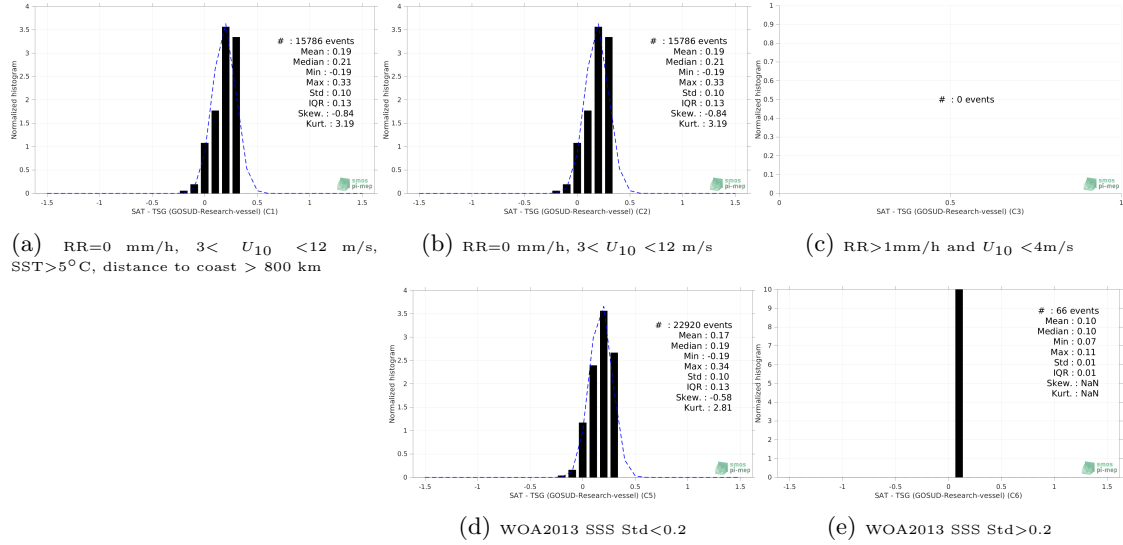 4
3.5
3
2.5
2
1.5
1
0.5
0
Normalized histogram
# : 15786 events
Mean : 0.19
Median : 0.21
Min : -0.19
Max : 0.33
Std : 0.10
IQR : 0.13
Skew. : -0.84
Kurt. : 3.19
smos
pi-mep
-1.5 -1 -0.5 0 0.5 1 1.5
SAT - TSG (GOSUD-Research-vessel) (C1)
(a) RR=0 mm/h, 3< U10 <12 m/s,
SST>5°C, distance to coast > 800 km
4
3.5
3
2.5
2
1.5
1
0.5
0
Normalized histogram
# : 15786 events
Mean : 0.19
Median : 0.21
Min : -0.19
Max : 0.33
Std : 0.10
IQR : 0.13
Skew. : -0.84
Kurt. : 3.19
smos
pi-mep
-1.5 -1 -0.5 0 0.5 1 1.5
SAT - TSG (GOSUD-Research-vessel) (C2)
(b) RR=0 mm/h, 3< U10 <12 m/s
1
0.9
0.8
0.7
0.6
0.5
0.4
0.3
0.2
0.1
0
Normalized histogram
# : 0 events
smos
pi-mep
0 0.5 1
SAT - TSG (GOSUD-Research-vessel) (C3)
(c) RR>1mm/h and U10 <4m/s
4
3.5
3
2.5
2
1.5
1
0.5
0
Normalized histogram
# : 22920 events
Mean : 0.17
Median : 0.19
Min : -0.19
Max : 0.34
Std : 0.10
IQR : 0.13
Skew. : -0.58
Kurt. : 2.81
smos
pi-mep
-1.5 -1 -0.5 0 0.5 1 1.5
SAT - TSG (GOSUD-Research-vessel) (C5)
(d) WOA2013 SSS Std<0.2
10
9
8
7
6
5
4
3
2
1
0
Normalized histogram
# : 66 events
Mean : 0.10
Median : 0.10
Min : 0.07
Max : 0.11
Std : 0.01
IQR : 0.01
Skew. : NaN
Kurt. : NaN
smos
pi-mep
-1.5 -1 -0.5 0 0.5 1 1.5
SAT - TSG (GOSUD-Research-vessel) (C6)
(e) WOA2013 SSS Std>0.2